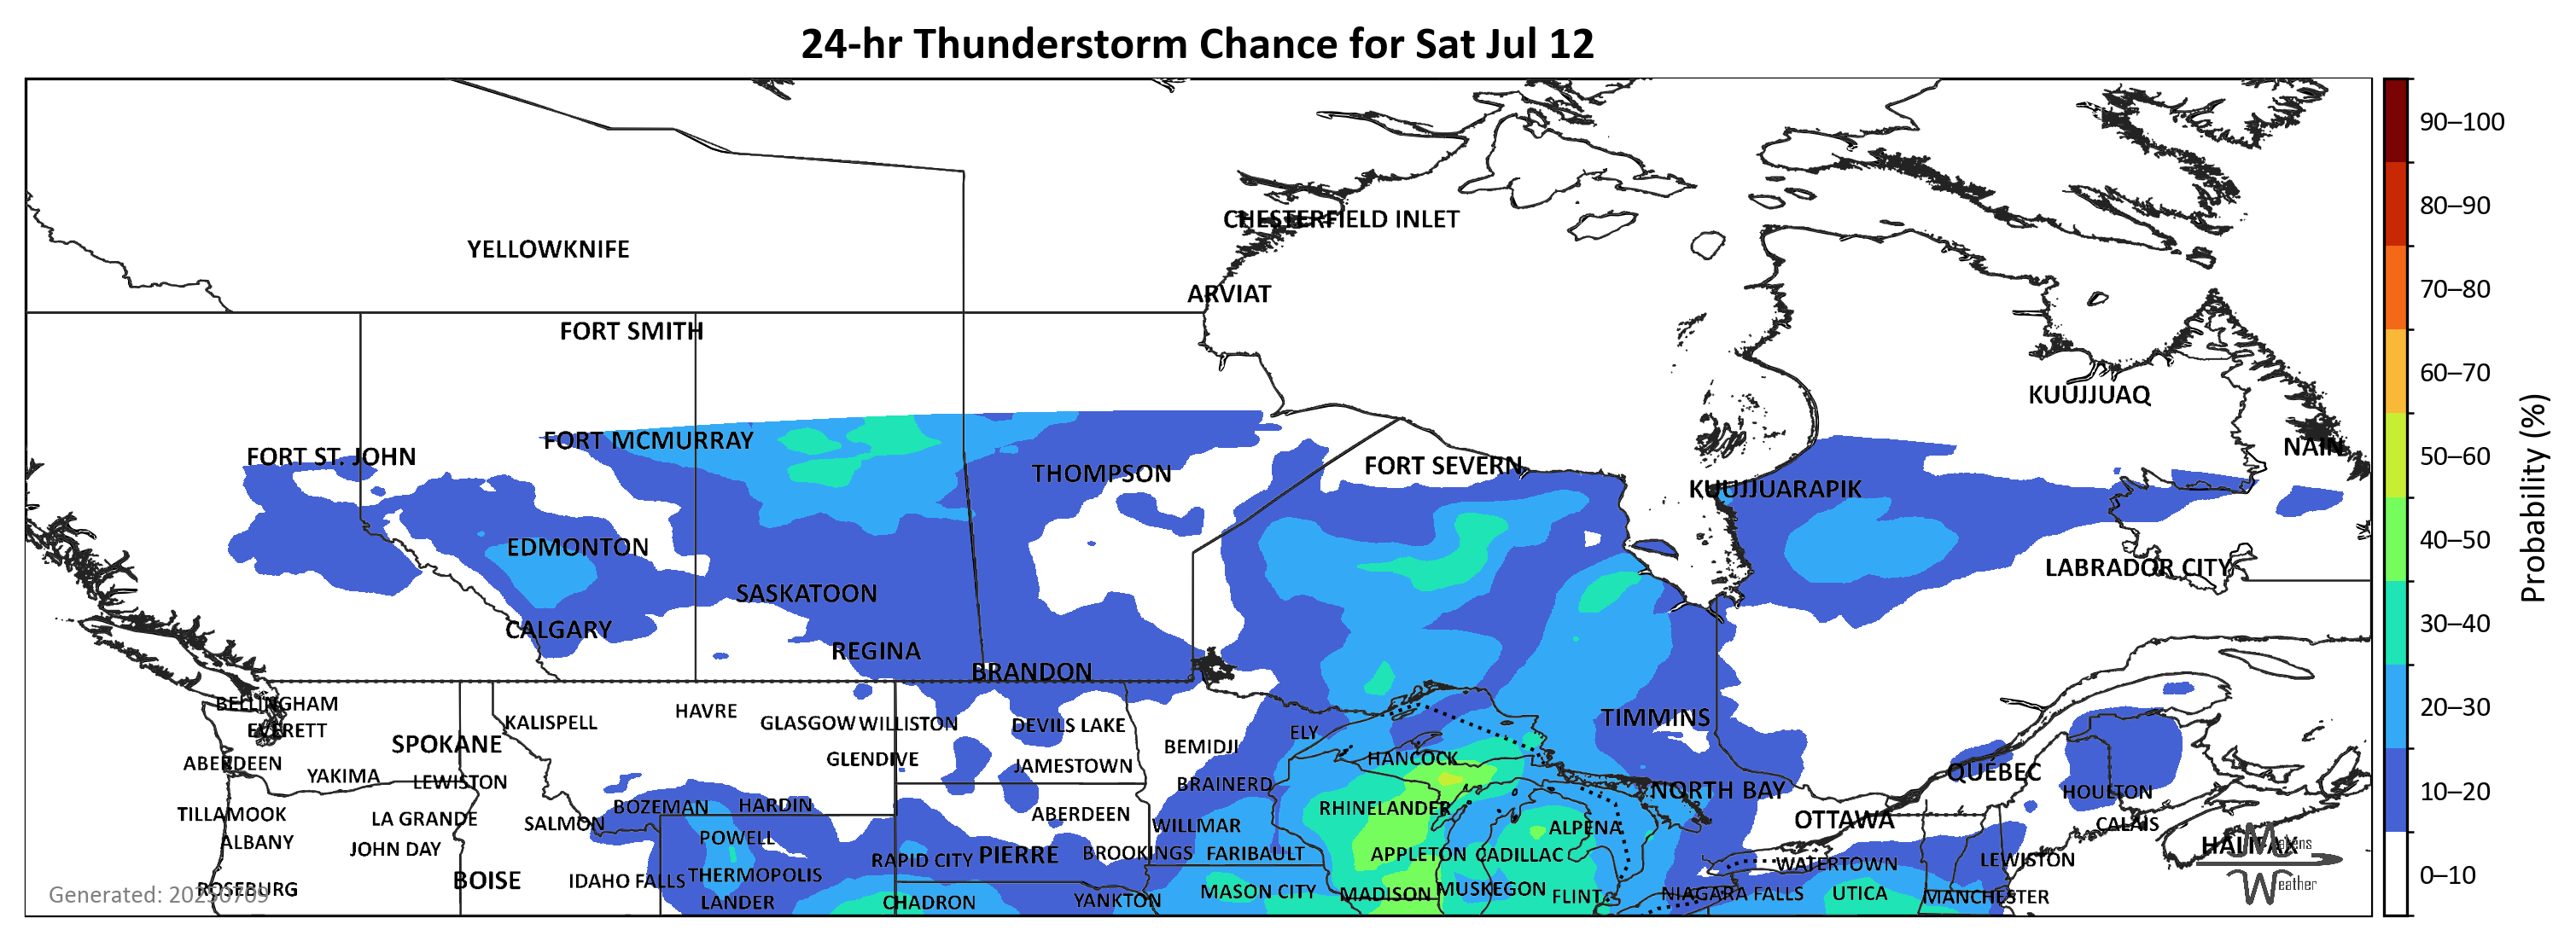 24-hr Thunderstorm Chance for Sat Jul 12
90–100
80–90
CHESTERFIELD INLET
YELLOWKNIFE
70–80
ARVIAT
FORT SMITH
60–70
KUUJJUAQ
50–60
FORT MCMURRAY
NAIN
FORT ST. JOHN
FORT SEVERN
THOMPSON
KUUJJUARAPIK
40–50
Probability (%)
EDMONTON
LABRADOR CITY
SASKATOON
30–40
CALGARY
REGINA
BRANDON
20–30
BELLINGHAM
HAVRE
KALISPELL
GLASGOW WILLISTON
DEVILS LAKE
TIMMINS
EVERETT
ELY
SPOKANE
BEMIDJI
HANCOCK
ABERDEEN
GLENDIVE
JAMESTOWN
QUÉBEC
YAKIMA
LEWISTON
BRAINERD
NORTH BAY
HOULTON
10–20
BOZEMAN
HARDIN
RHINELANDER
TILLAMOOK
LA GRANDE
SALMON
ABERDEEN
WILLMAR
ALPENA
OTTAWA
CALAIS
ALBANY
JOHN DAY
POWELL
RAPID CITY
PIERRE
BROOKINGS
FARIBAULT
APPLETON
CADILLAC
WATERTOWN
LEWISTON
HALIFAX
Makens
Weather
ROSEBURG
BOISE
IDAHO FALLS
THERMOPOLIS
MASON CITY
MADISON
MUSKEGON
FLINT
NIAGARA FALLS
UTICA
MANCHESTER
LANDER
CHADRON
YANKTON
0–10
Generated: 20250709